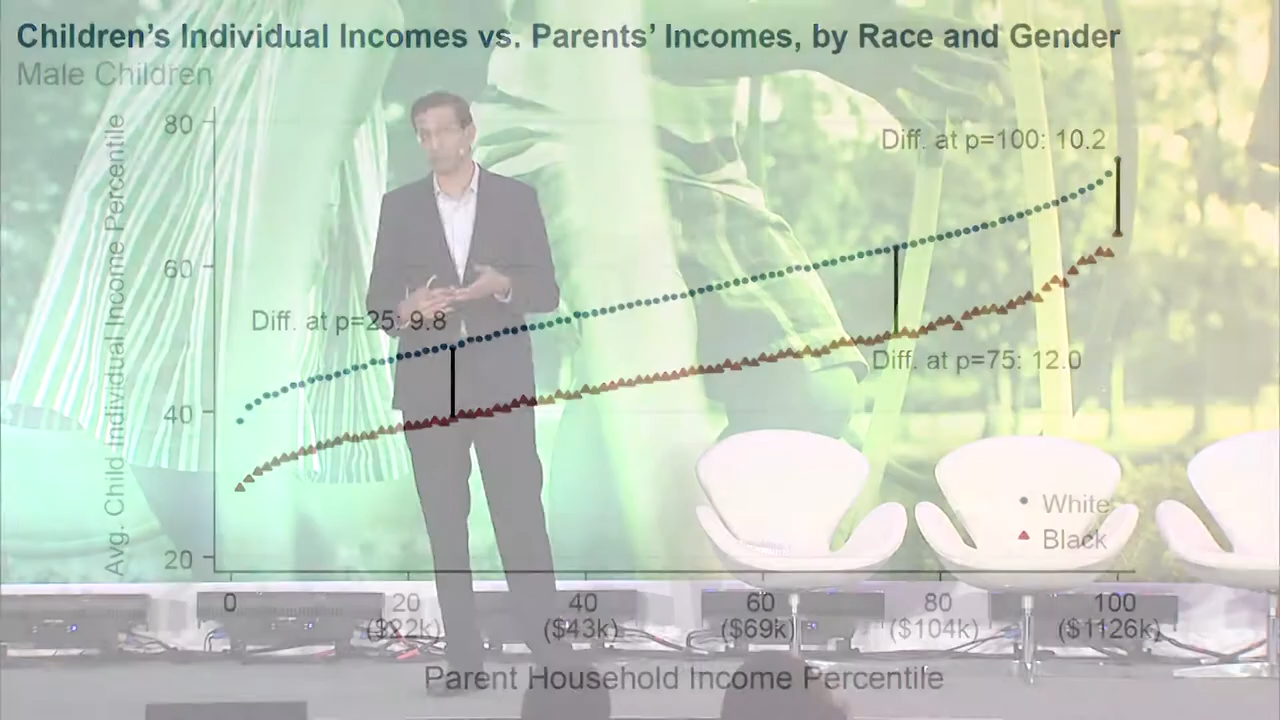 Children's Individual Incomes vs. Parents' Incomes, by Race and Gender
Male Children
Avg. Child Individual Income Percentile
80
60
40
20
Diff. at p=100: 10.2
Diff. at p=25: 9.8
Diff. at p=75: 12.0
White
Black
0 20 40 60 80 100
($22k) ($43k) ($69k) ($104k) ($1126k)
Parent Household Income Percentile